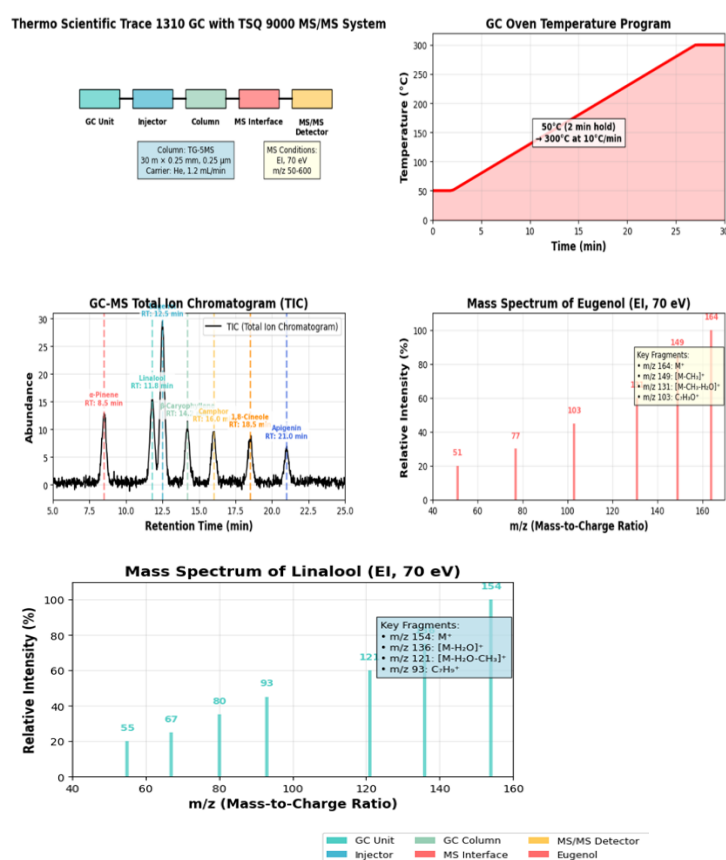 Thermo Scientific Trace 1310 GC with TSQ 9000 MS/MS System
GC Unit
Injector
Column
MS Interface
MS/MS
Detector
Column: TG-5MS
30 m × 0.25 mm, 0.25 μm
Carrier: He, 1.2 mL/min
MS Conditions:
EI, 70 eV
m/z 50-600
GC Oven Temperature Program
Temperature (°C)
300
250
200
150
100
50
0
50°C (2 min hold)
→ 300°C at 10°C/min
0
5
10
15
20
25
30
Time (min)
GC-MS Total Ion Chromatogram (TIC)
RT: 12.5 min
TIC (Total Ion Chromatogram)
Abundance
30
25
20
15
10
5
0
α-Pinene
RT: 8.5 min
Linalool
RT: 11.8 min
Camphor
RT: 16.0
1,8-Cineole
RT: 18.5 m
Apigenin
RT: 21.0 min
5.0
7.5
10.0
12.5
15.0
17.5
20.0
22.5
25.0
Retention Time (min)
Mass Spectrum of Eugenol (EI, 70 eV)
Relative Intensity (%)
100
80
60
40
20
0
51
77
103
149
164
Key Fragments:
• m/z 164: M⁺
• m/z 149: [M-CH₃]⁺
• m/z 131: [M-CH₃-H₂O]⁺
• m/z 103: C₇H₃O⁺
40
60
80
100
120
140
160
m/z (Mass-to-Charge Ratio)
Mass Spectrum of Linalool (EI, 70 eV)
Relative Intensity (%)
100
80
60
40
20
0
55
67
80
93
121
154
Key Fragments:
• m/z 154: M⁺
• m/z 136: [M-H₂O]⁺
• m/z 121: [M-H₂O-CH₃]⁺
• m/z 93: C₇H₉⁺
40
60
80
100
120
140
160
m/z (Mass-to-Charge Ratio)
GC Unit
GC Column
MS/MS Detector
Injector
MS Interface
Eugenol